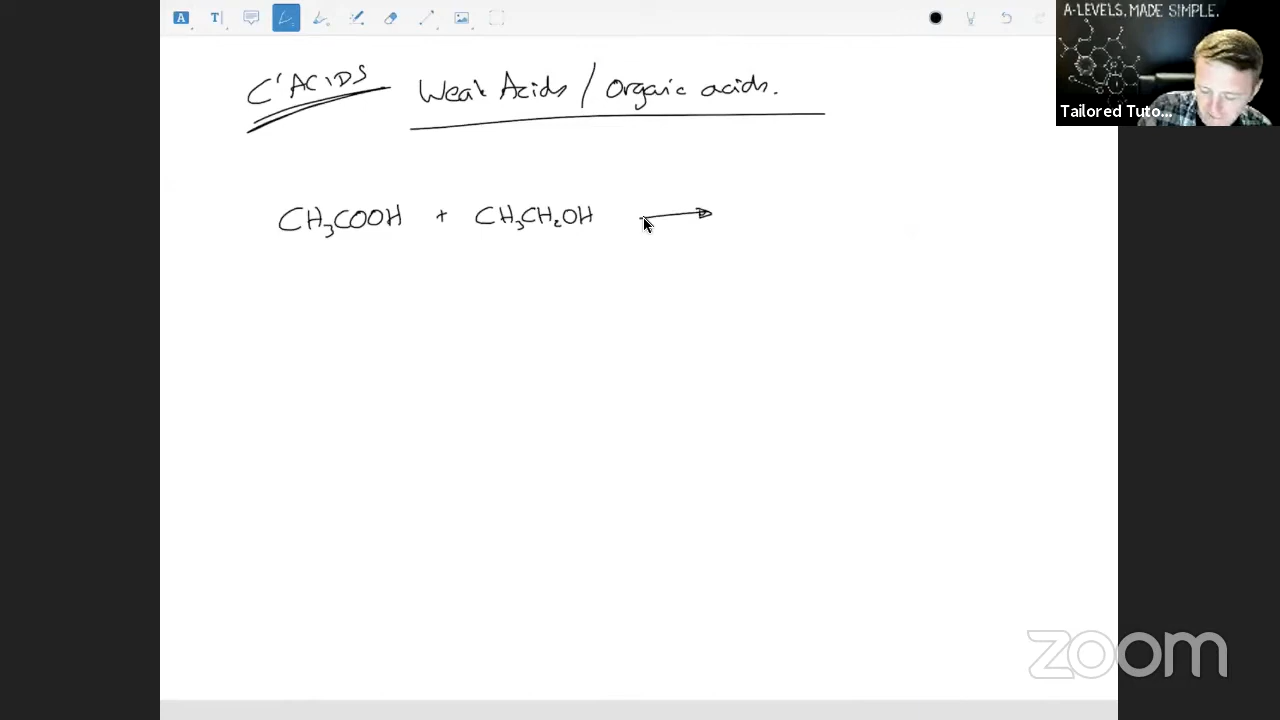 A-LEVELS. MADE SIMPLE.
Tailored Tuto...
A T
C'ACIDS Weak Acids / Organic acids.
CH₃COOH + CH₃CH₂OH →
zoom